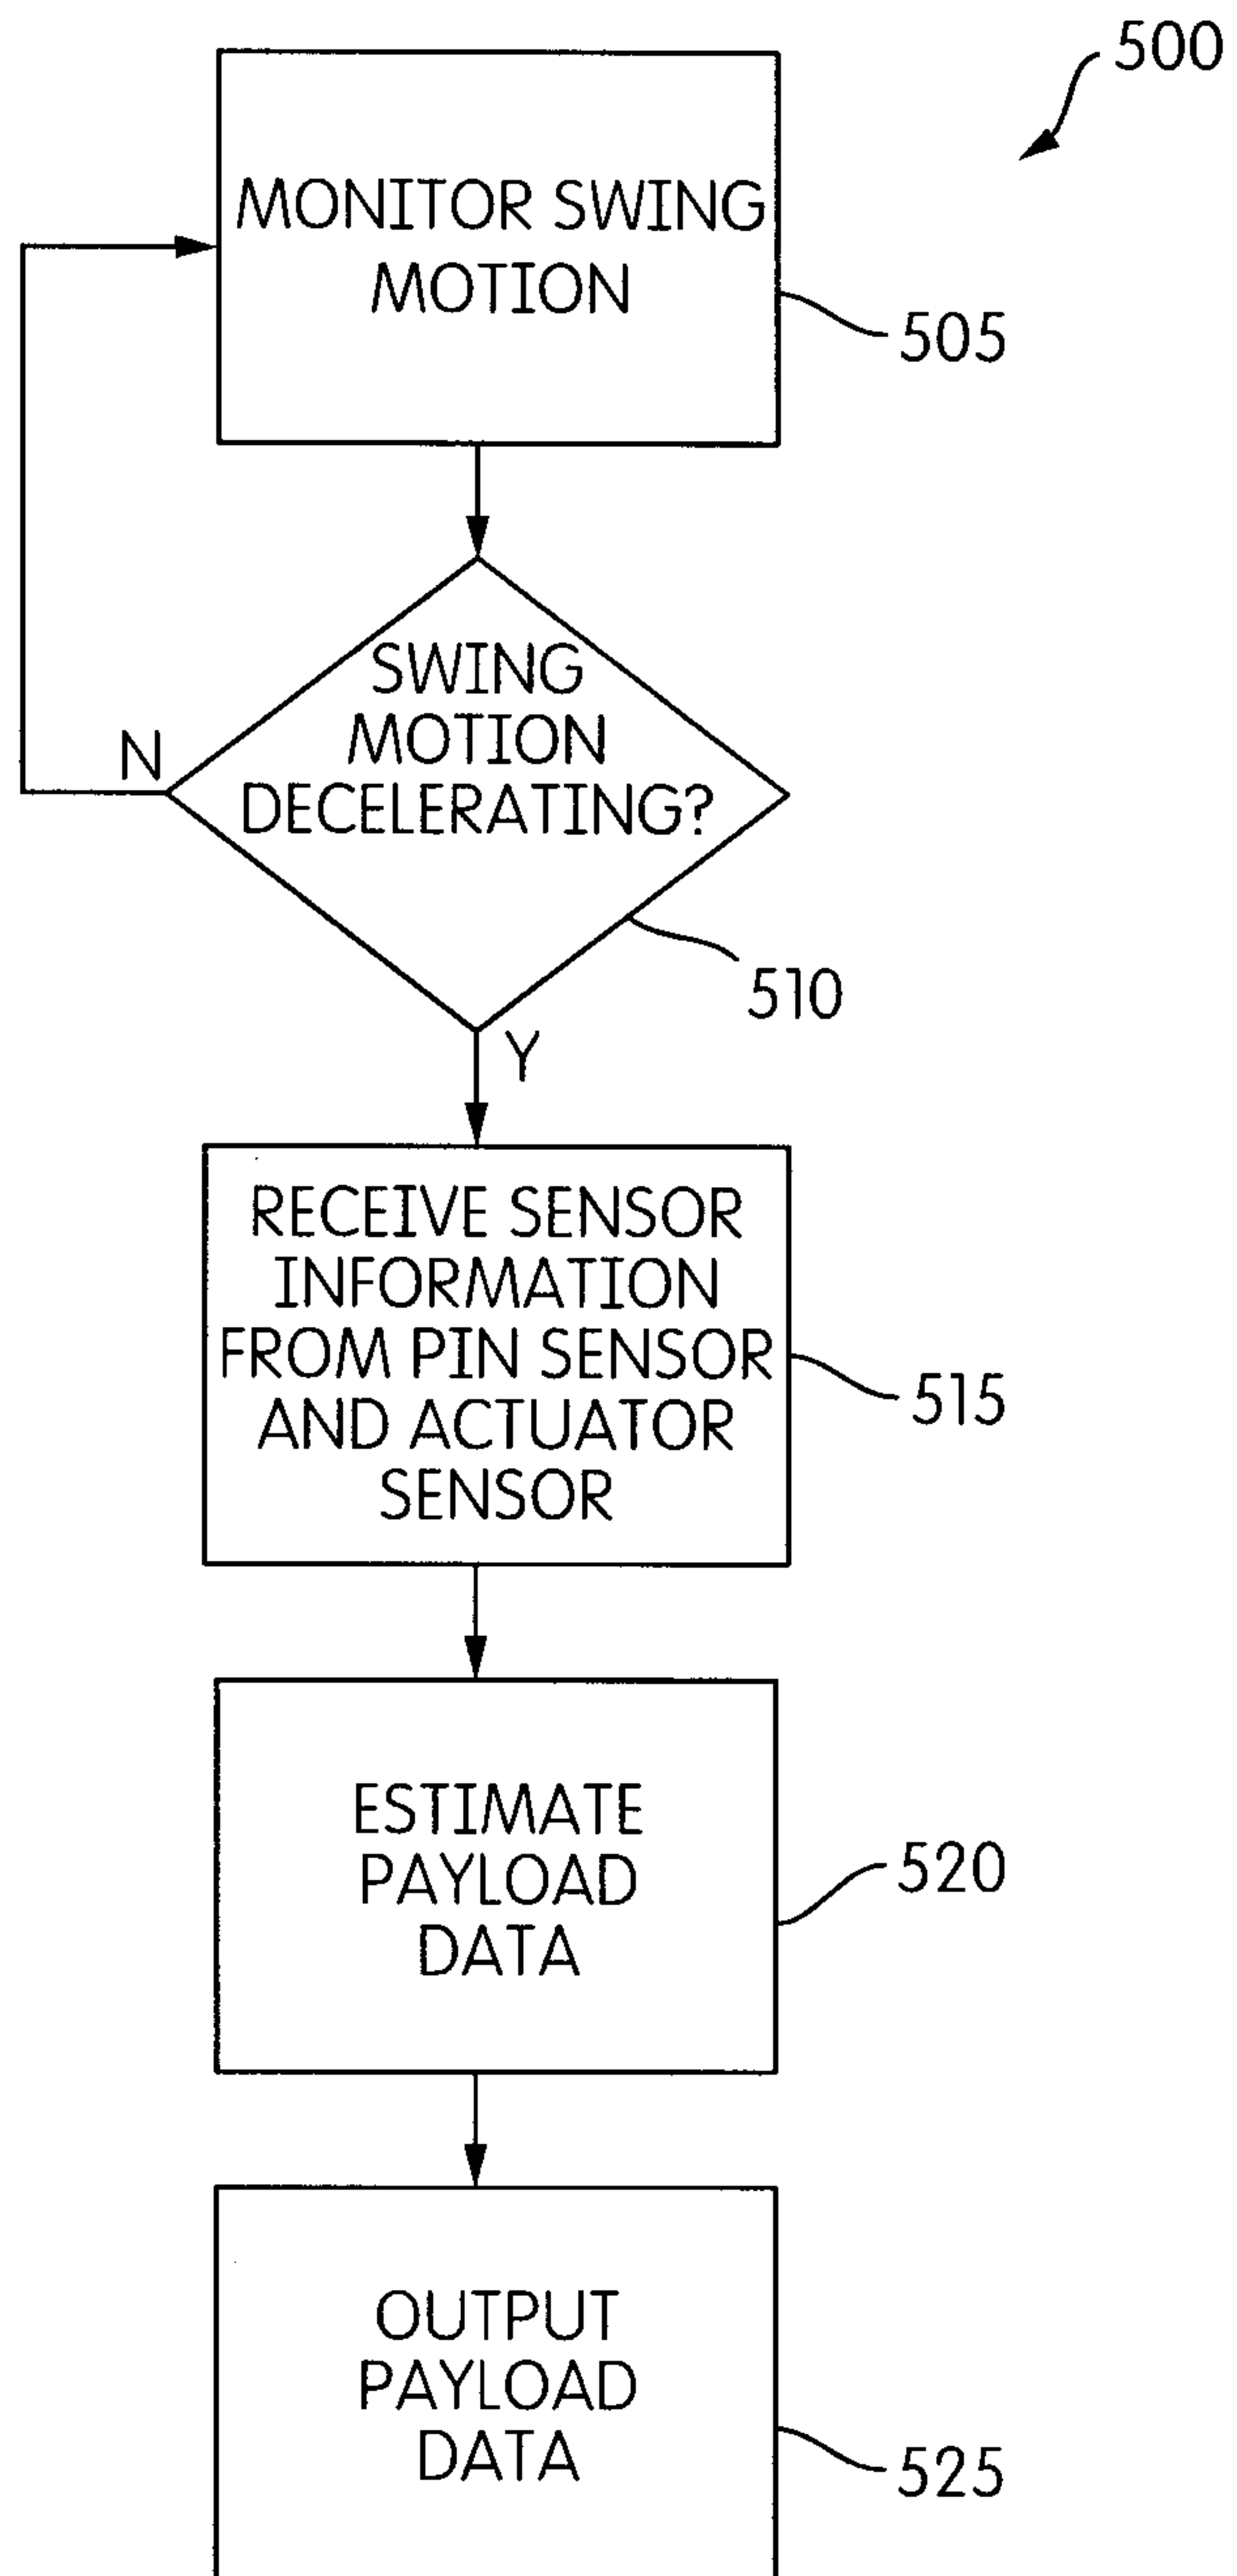 500
MONITOR SWING
MOTION
505
SWING
MOTION
DECELERATING?
N
510
Y
RECEIVE SENSOR
INFORMATION
FROM PIN SENSOR
AND ACTUATOR
SENSOR
515
ESTIMATE
PAYLOAD
DATA
520
OUTPUT
PAYLOAD
DATA
525